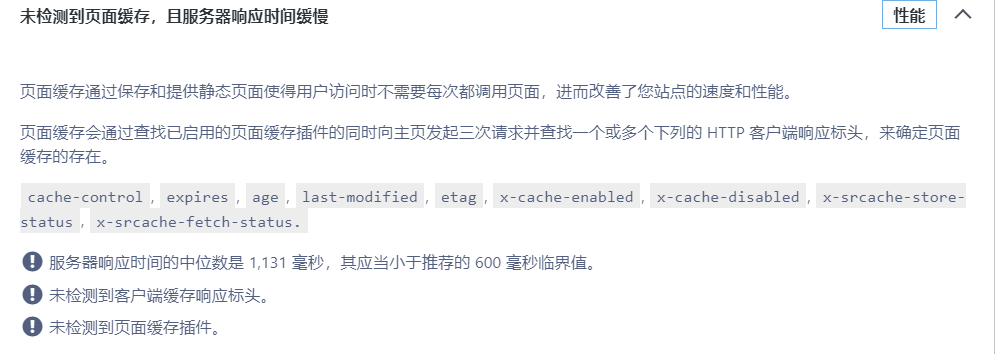 未检测到页面缓存，且服务器响应时间缓慢 性能
页面缓存通过保存和提供静态页面使得用户访问时不需要每次都调用页面，进而改善了您站点的速度和性能。
页面缓存会通过查找已启用的页面缓存插件的同时向主页发起三次请求并查找一个或多个下列的 HTTP 客户端响应标头，来确定页面
缓存的存在。
cache-control , expires , age , last-modified , etag , x-cache-enabled , x-cache-disabled , x-srcache-store-
status , x-srcache-fetch-status.
服务器响应时间的中位数是 1,131 毫秒，其应当小于推荐的 600 毫秒临界值。
未检测到客户端缓存响应标头。
未检测到页面缓存插件。